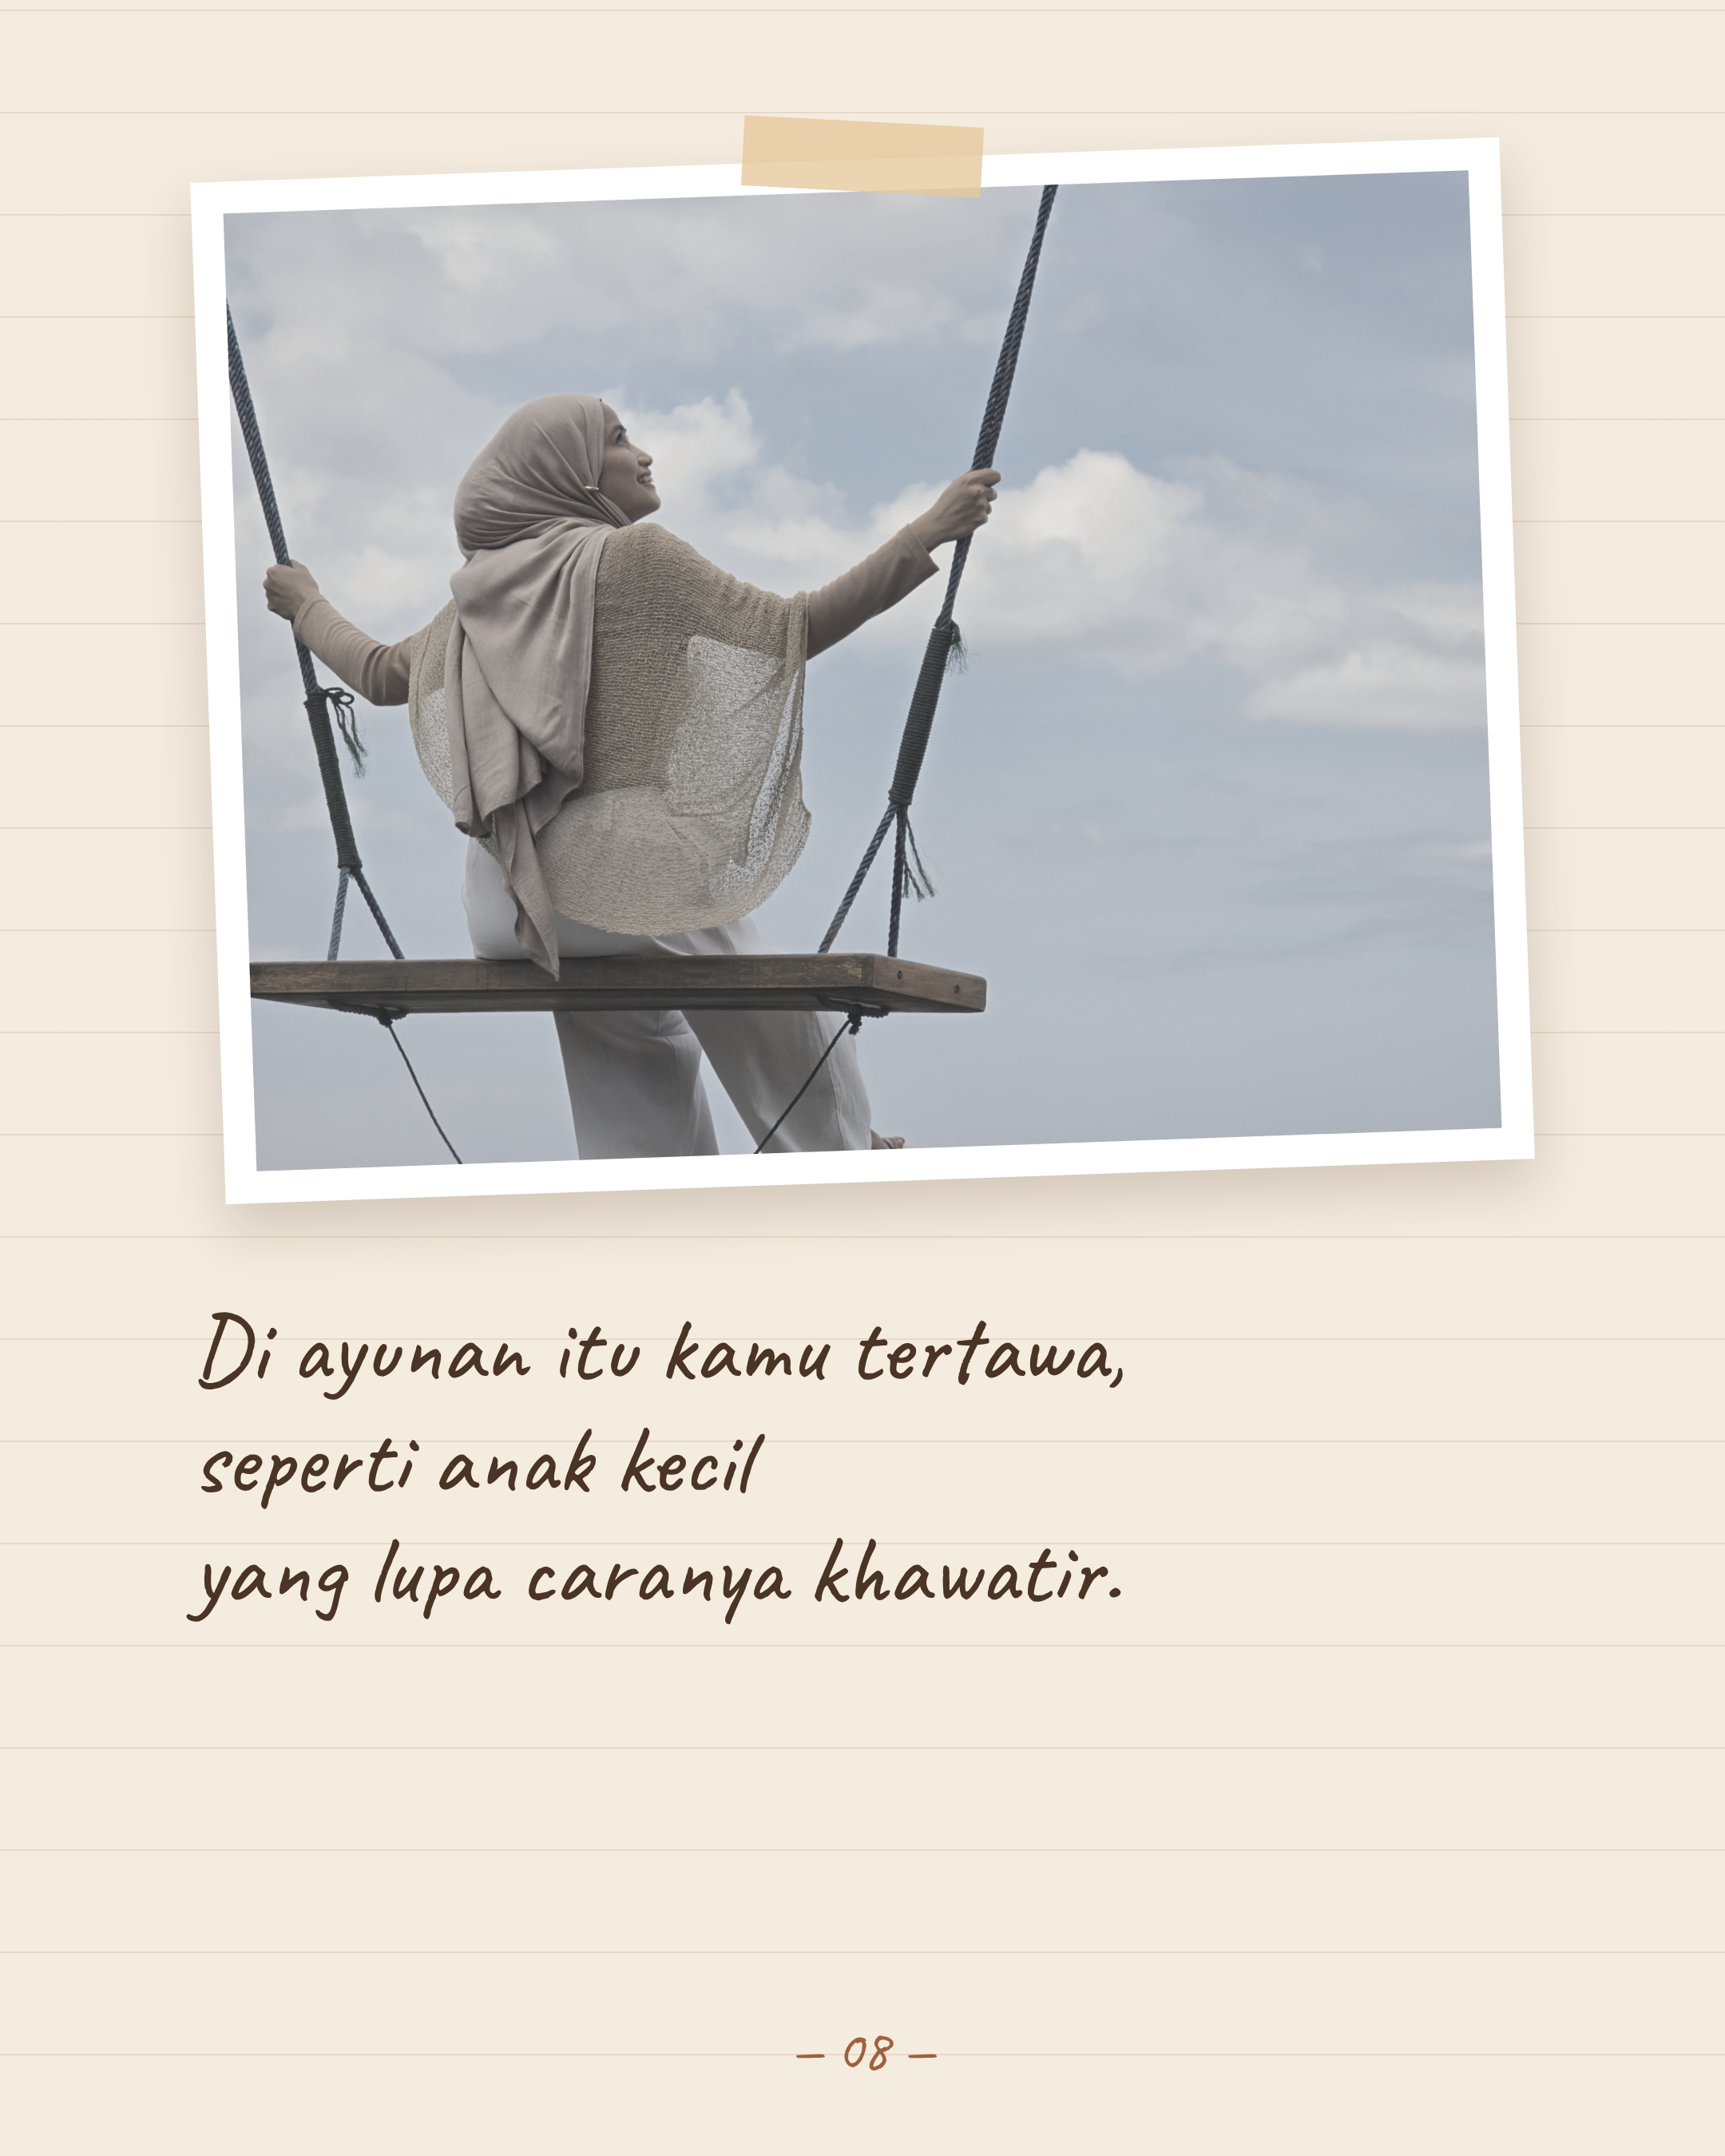 Di ayunan itu kamu tertawa,
seperti anak kecil
yang lupa caranya khawatir.
— 08 —